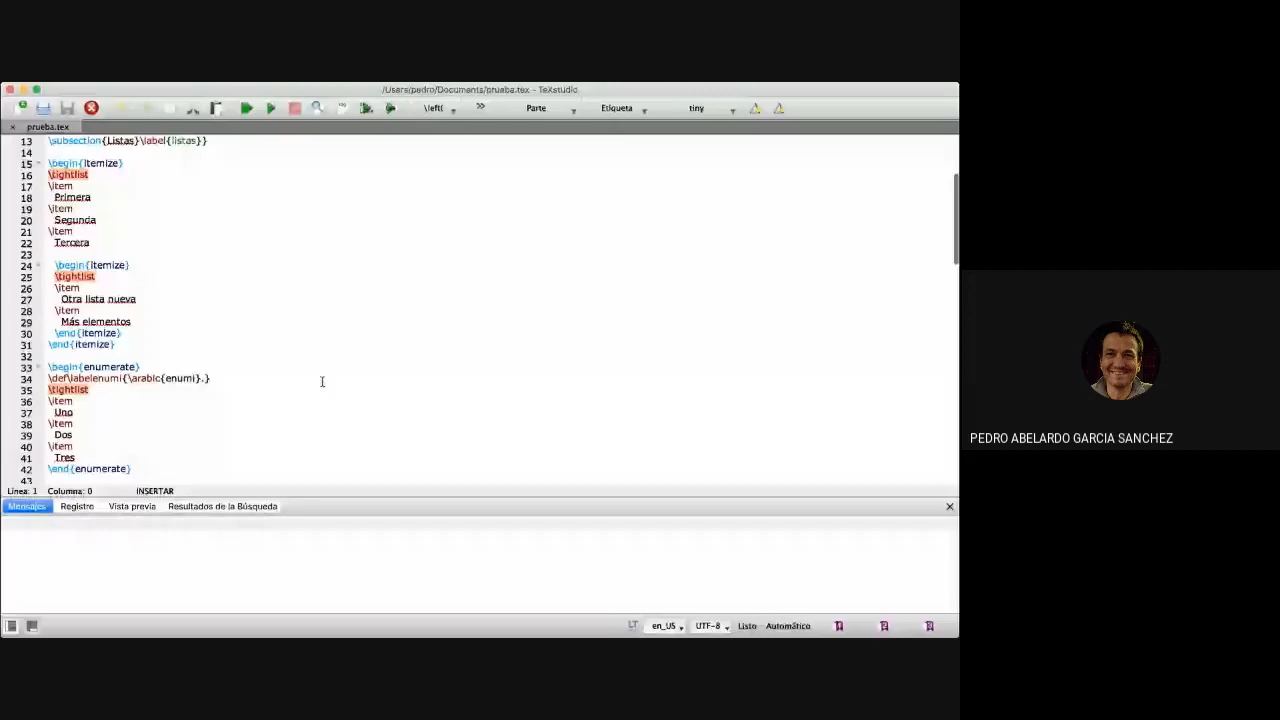 /Users/pedro/Documents/prueba.tex - TeXstudio
\left( » Parte Etiqueta tiny
× prueba.tex
13 \subsection{Listas}\label{listas}}
14
15 \begin{itemize}
16 \tightlist
17 \item
18 Primera
19 \item
20 Segunda
21 \item
22 Tercera
23
24 \begin{itemize}
25 \tightlist
26 \item
27 Otra lista nueva
28 \item
29 Más elementos
30 \end{itemize}
31 \end{itemize}
32
33 \begin{enumerate}
34 \def\labelenumi{\arabic{enumi}.}
35 \tightlist
36 \item
37 Uno
38 \item
39 Dos
40 \item
41 Tres
42 \end{enumerate}
43
Línea: 1 Columna: 0 INSERTAR
Mensajes Registro Vista previa Resultados de la Búsqueda
LT en_US UTF-8 Listo Automático
PEDRO ABELARDO GARCIA SANCHEZ